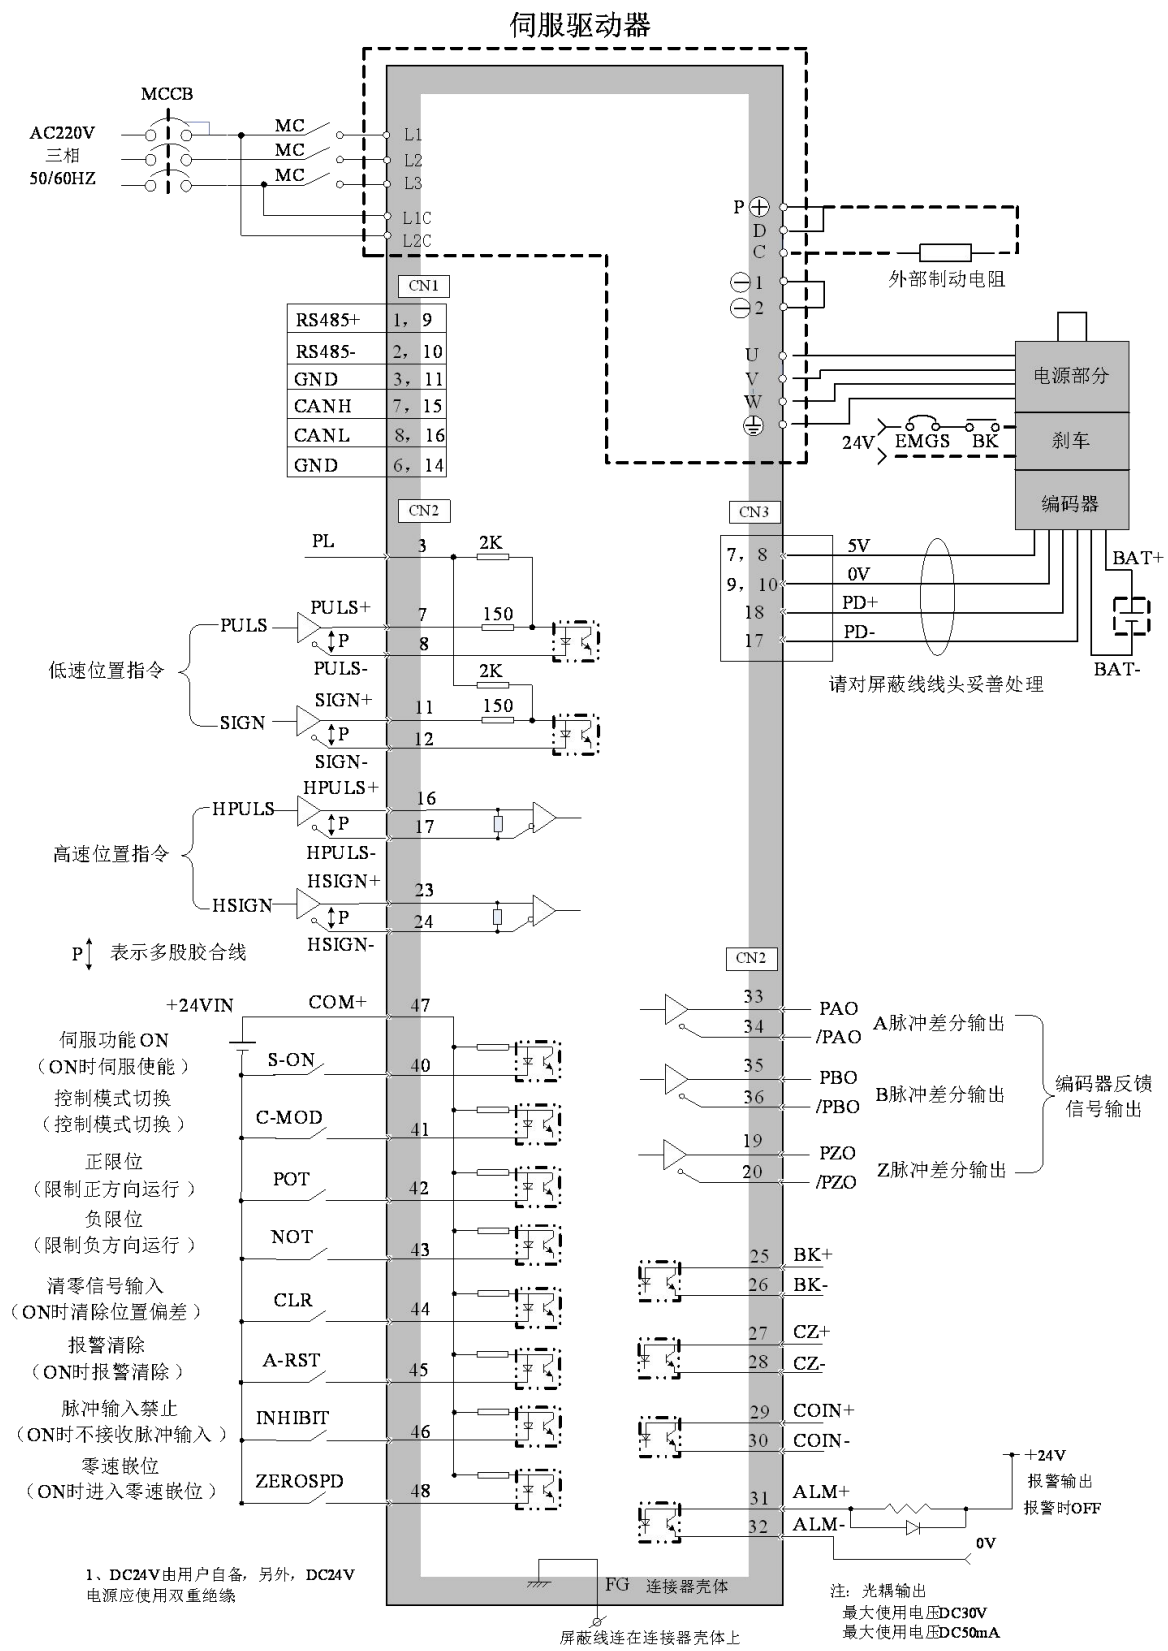 伺服驱动器
MCCB
AC220V
三相
50/60HZ
MC
MC
MC
L1
L2
L3
L1C
L2C
P
D
C
外部制动电阻
1
2
U
V
W
电源部分
24V
EMGS
BK
刹车
编码器
CN1
RS485+ 1, 9
RS485- 2, 10
GND 3, 11
CANH 7, 15
CANL 8, 16
GND 6, 14
CN2
PL 3 2K
PULS+ 7 150
PULS P
8
PULS-
低速位置指令
2K
SIGN+ 11 150
SIGN P
12
SIGN-
HPULS+ 16
HPULS P 17
HPULS-
高速位置指令
HSIGN+ 23
HSIGN P 24
HSIGN-
P 表示多股胶合线
CN3
7, 8 5V
9, 10 0V
18 PD+
17 PD-
BAT+
BAT-
请对屏蔽线线头妥善处理
+24VIN COM+ 47
伺服功能ON
(ON时伺服使能)
S-ON 40
控制模式切换
(控制模式切换)
C-MOD 41
正限位
(限制正方向运行)
POT 42
负限位
(限制负方向运行)
NOT 43
清零信号输入
(ON时清除位置偏差)
CLR 44
报警清除
(ON时报警清除)
A-RST 45
脉冲输入禁止
(ON时不接收脉冲输入)
INHIBIT 46
零速嵌位
(ON时进入零速嵌位)
ZEROSPD 48
CN2
33 PAO
34 /PAO
A脉冲差分输出
35 PBO
36 /PBO
B脉冲差分输出
19 PZO
20 /PZO
Z脉冲差分输出
编码器反馈
信号输出
25 BK+
26 BK-
27 CZ+
28 CZ-
29 COIN+
30 COIN-
31 ALM+
32 ALM-
+24V
报警输出
报警时OFF
0V
1、DC24V由用户自备，另外，DC24V
电源应使用双重绝缘
FG 连接器壳体
屏蔽线连在连接器壳体上
注：光耦输出
最大使用电压DC30V
最大使用电压DC50mA